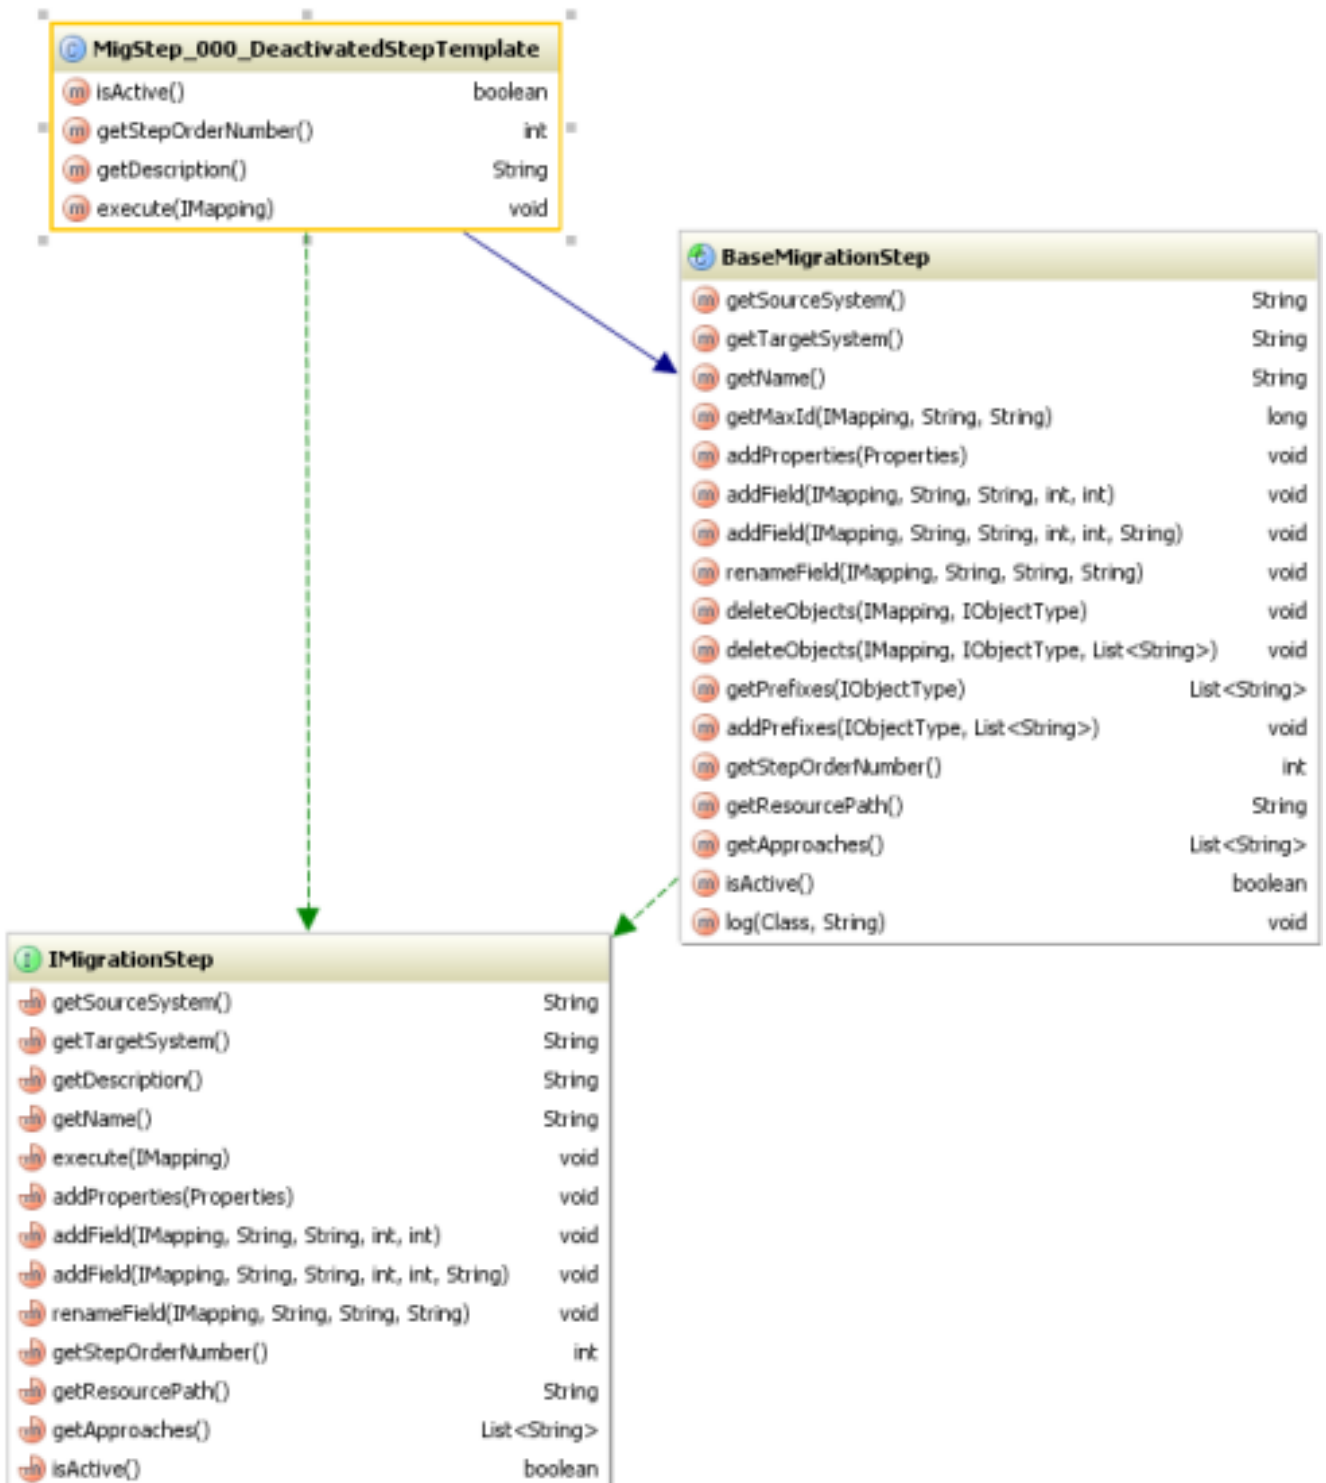 MigStep_000_DeactivatedStepTemplate
isActive() boolean
getStepOrderNumber() int
getDescription() String
execute(IMapping) void
BaseMigrationStep
getSourceSystem() String
getTargetSystem() String
getName() String
getMaxId(IMapping, String, String) long
addProperties(Properties) void
addField(IMapping, String, String, int, int) void
addField(IMapping, String, String, int, int, String) void
renameField(IMapping, String, String, String) void
deleteObjects(IMapping, IObjectType) void
deleteObjects(IMapping, IObjectType, List<String>) void
getPrefixes(IObjectType) List<String>
addPrefixes(IObjectType, List<String>) void
getStepOrderNumber() int
getResourcePath() String
getApproaches() List<String>
isActive() boolean
log(Class, String) void
IMigrationStep
getSourceSystem() String
getTargetSystem() String
getDescription() String
getName() String
execute(IMapping) void
addProperties(Properties) void
addField(IMapping, String, String, int, int) void
addField(IMapping, String, String, int, int, String) void
renameField(IMapping, String, String, String) void
getStepOrderNumber() int
getResourcePath() String
getApproaches() List<String>
isActive() boolean